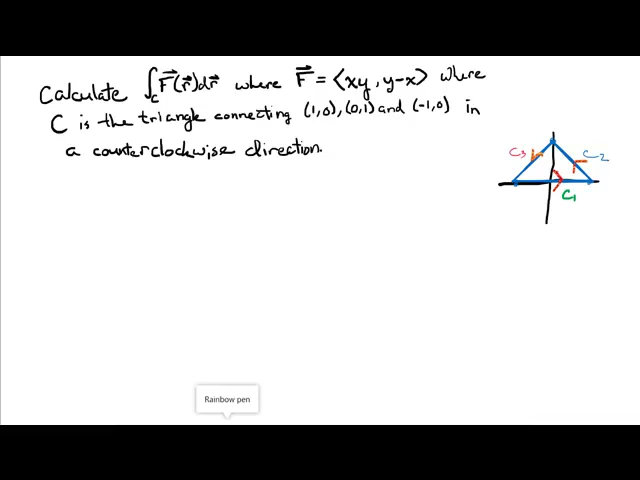 Calculate ∫_C F⃗(r⃗)dr⃗ where F⃗ = ⟨xy, y-x⟩ where
C is the triangle connecting (1,0), (0,1) and (-1,0) in
a counterclockwise direction.
C3
C2
C1
Rainbow pen